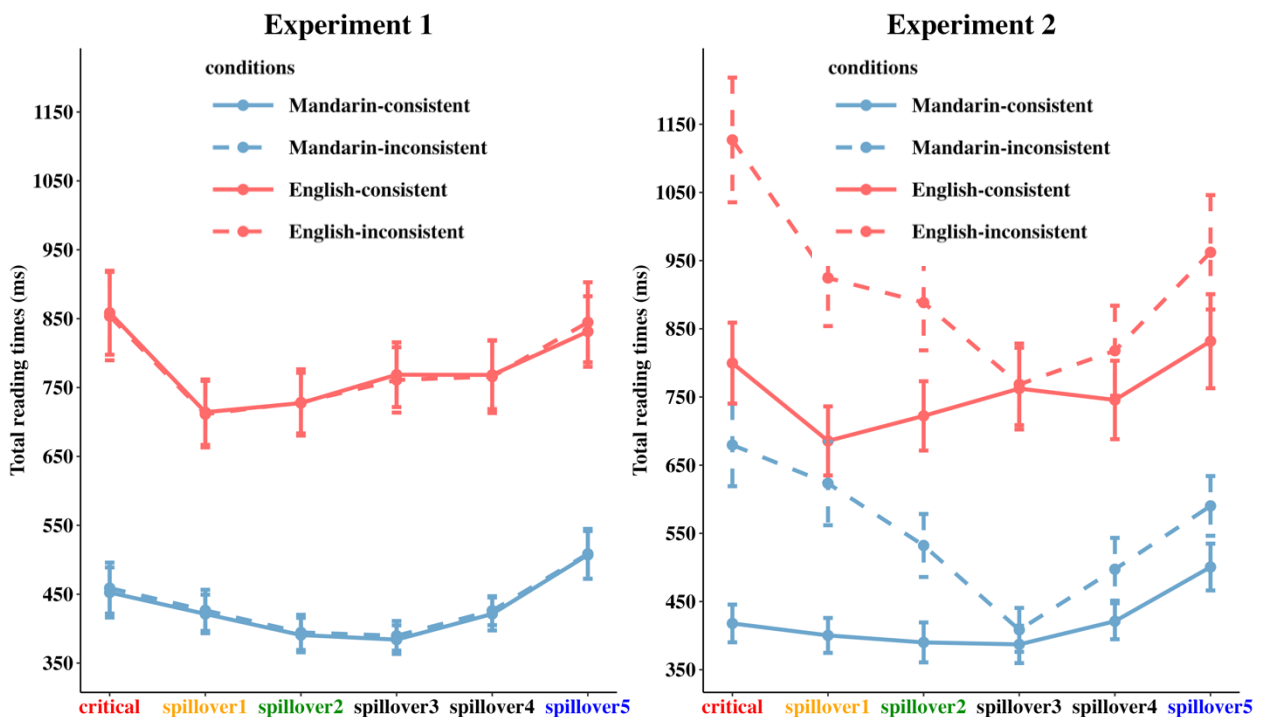 Experiment 1
conditions
Mandarin-consistent
Mandarin-inconsistent
English-consistent
English-inconsistent
Total reading times (ms)
1150
1050
950
850
750
650
550
450
350
critical spillover1 spillover2 spillover3 spillover4 spillover5
Experiment 2
conditions
Mandarin-consistent
Mandarin-inconsistent
English-consistent
English-inconsistent
Total reading times (ms)
1150
1050
950
850
750
650
550
450
350
critical spillover1 spillover2 spillover3 spillover4 spillover5